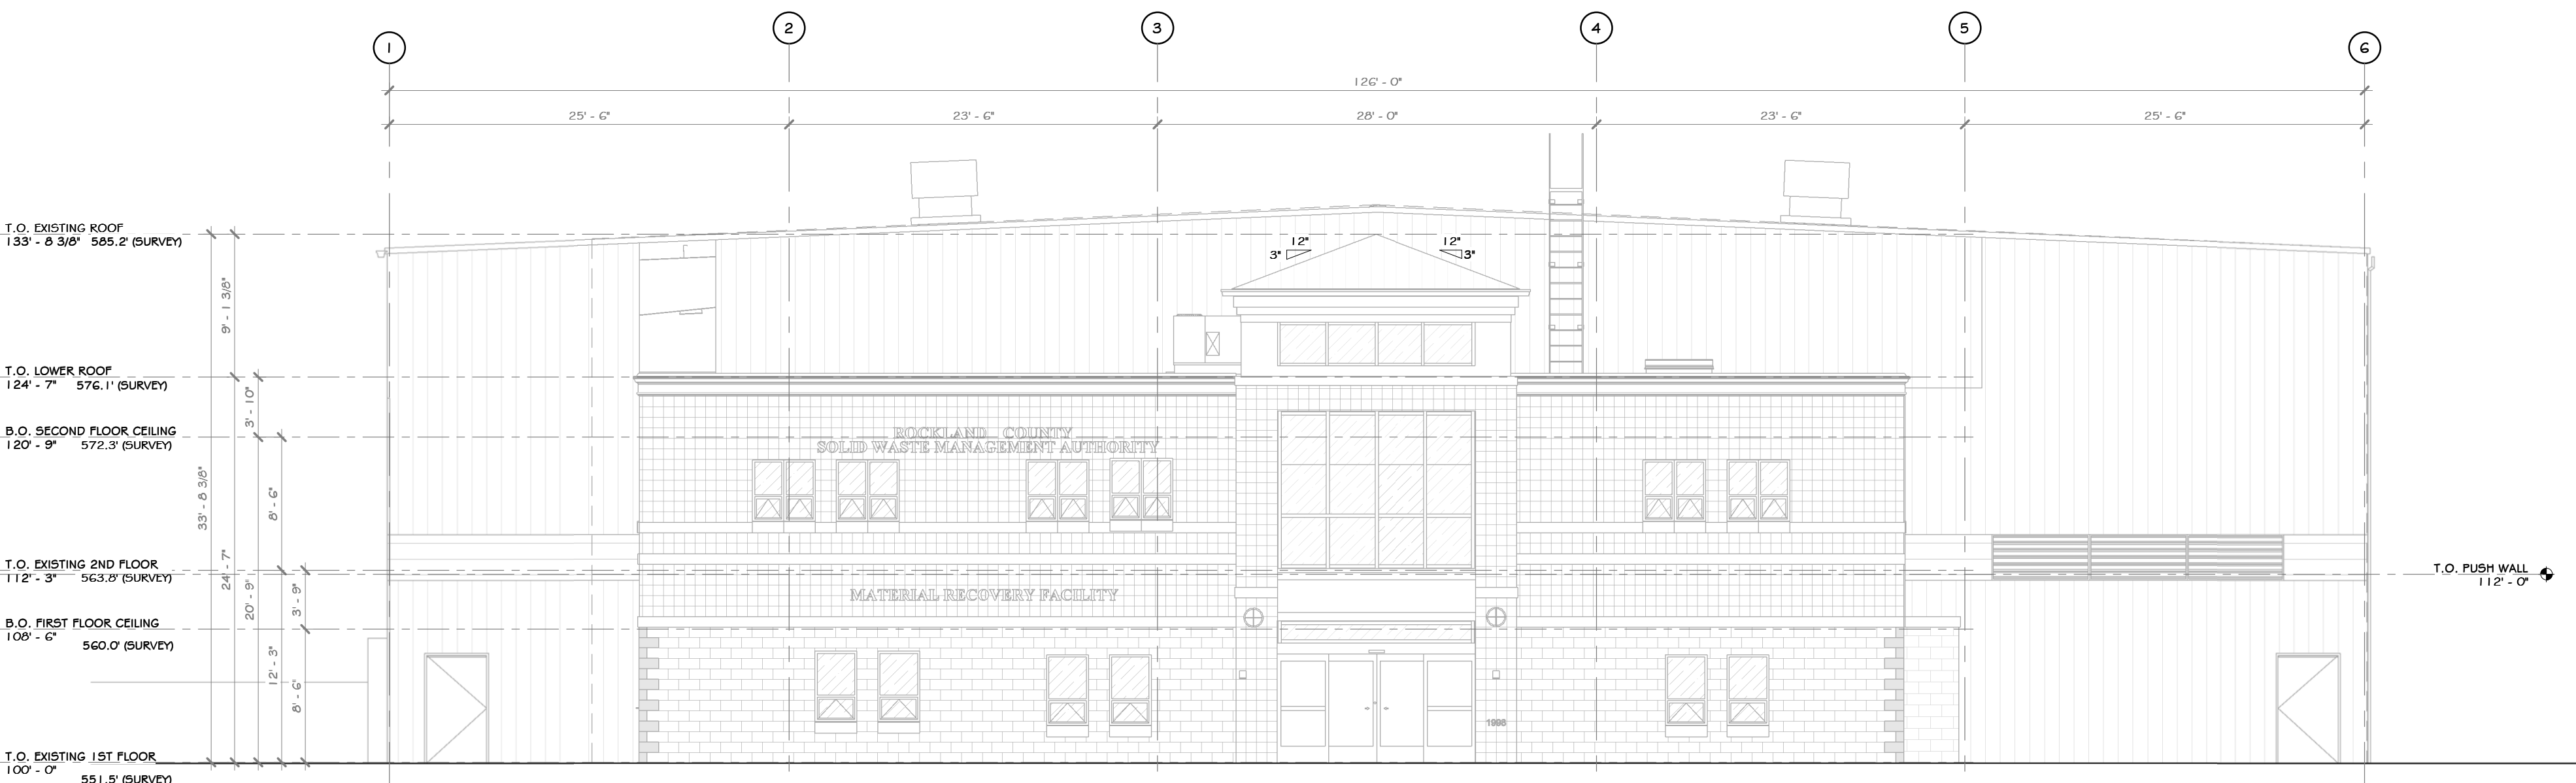 1
2
3
4
5
6
126' - 0"
25' - 6"
23' - 6"
28' - 0"
23' - 6"
25' - 6"
T.O. EXISTING ROOF
133' - 8 3/8" 585.2' (SURVEY)
12"
3"
12"
3"
9' - 1 3/8"
T.O. LOWER ROOF
124' - 7" 576.1' (SURVEY)
3' - 10"
B.O. SECOND FLOOR CEILING
120' - 9" 572.3' (SURVEY)
ROCKLAND COUNTY
SOLID WASTE MANAGEMENT AUTHORITY
33' - 8 3/8"
8' - 6"
T.O. EXISTING 2ND FLOOR
112' - 3" 563.8' (SURVEY)
24' - 7"
20' - 9"
3' - 9"
T.O. PUSH WALL
112' - 0"
MATERIAL RECOVERY FACILITY
B.O. FIRST FLOOR CEILING
108' - 6"
560.0' (SURVEY)
12' - 3"
8' - 6"
1998
T.O. EXISTING 1ST FLOOR
100' - 0"
551.5' (SURVEY)